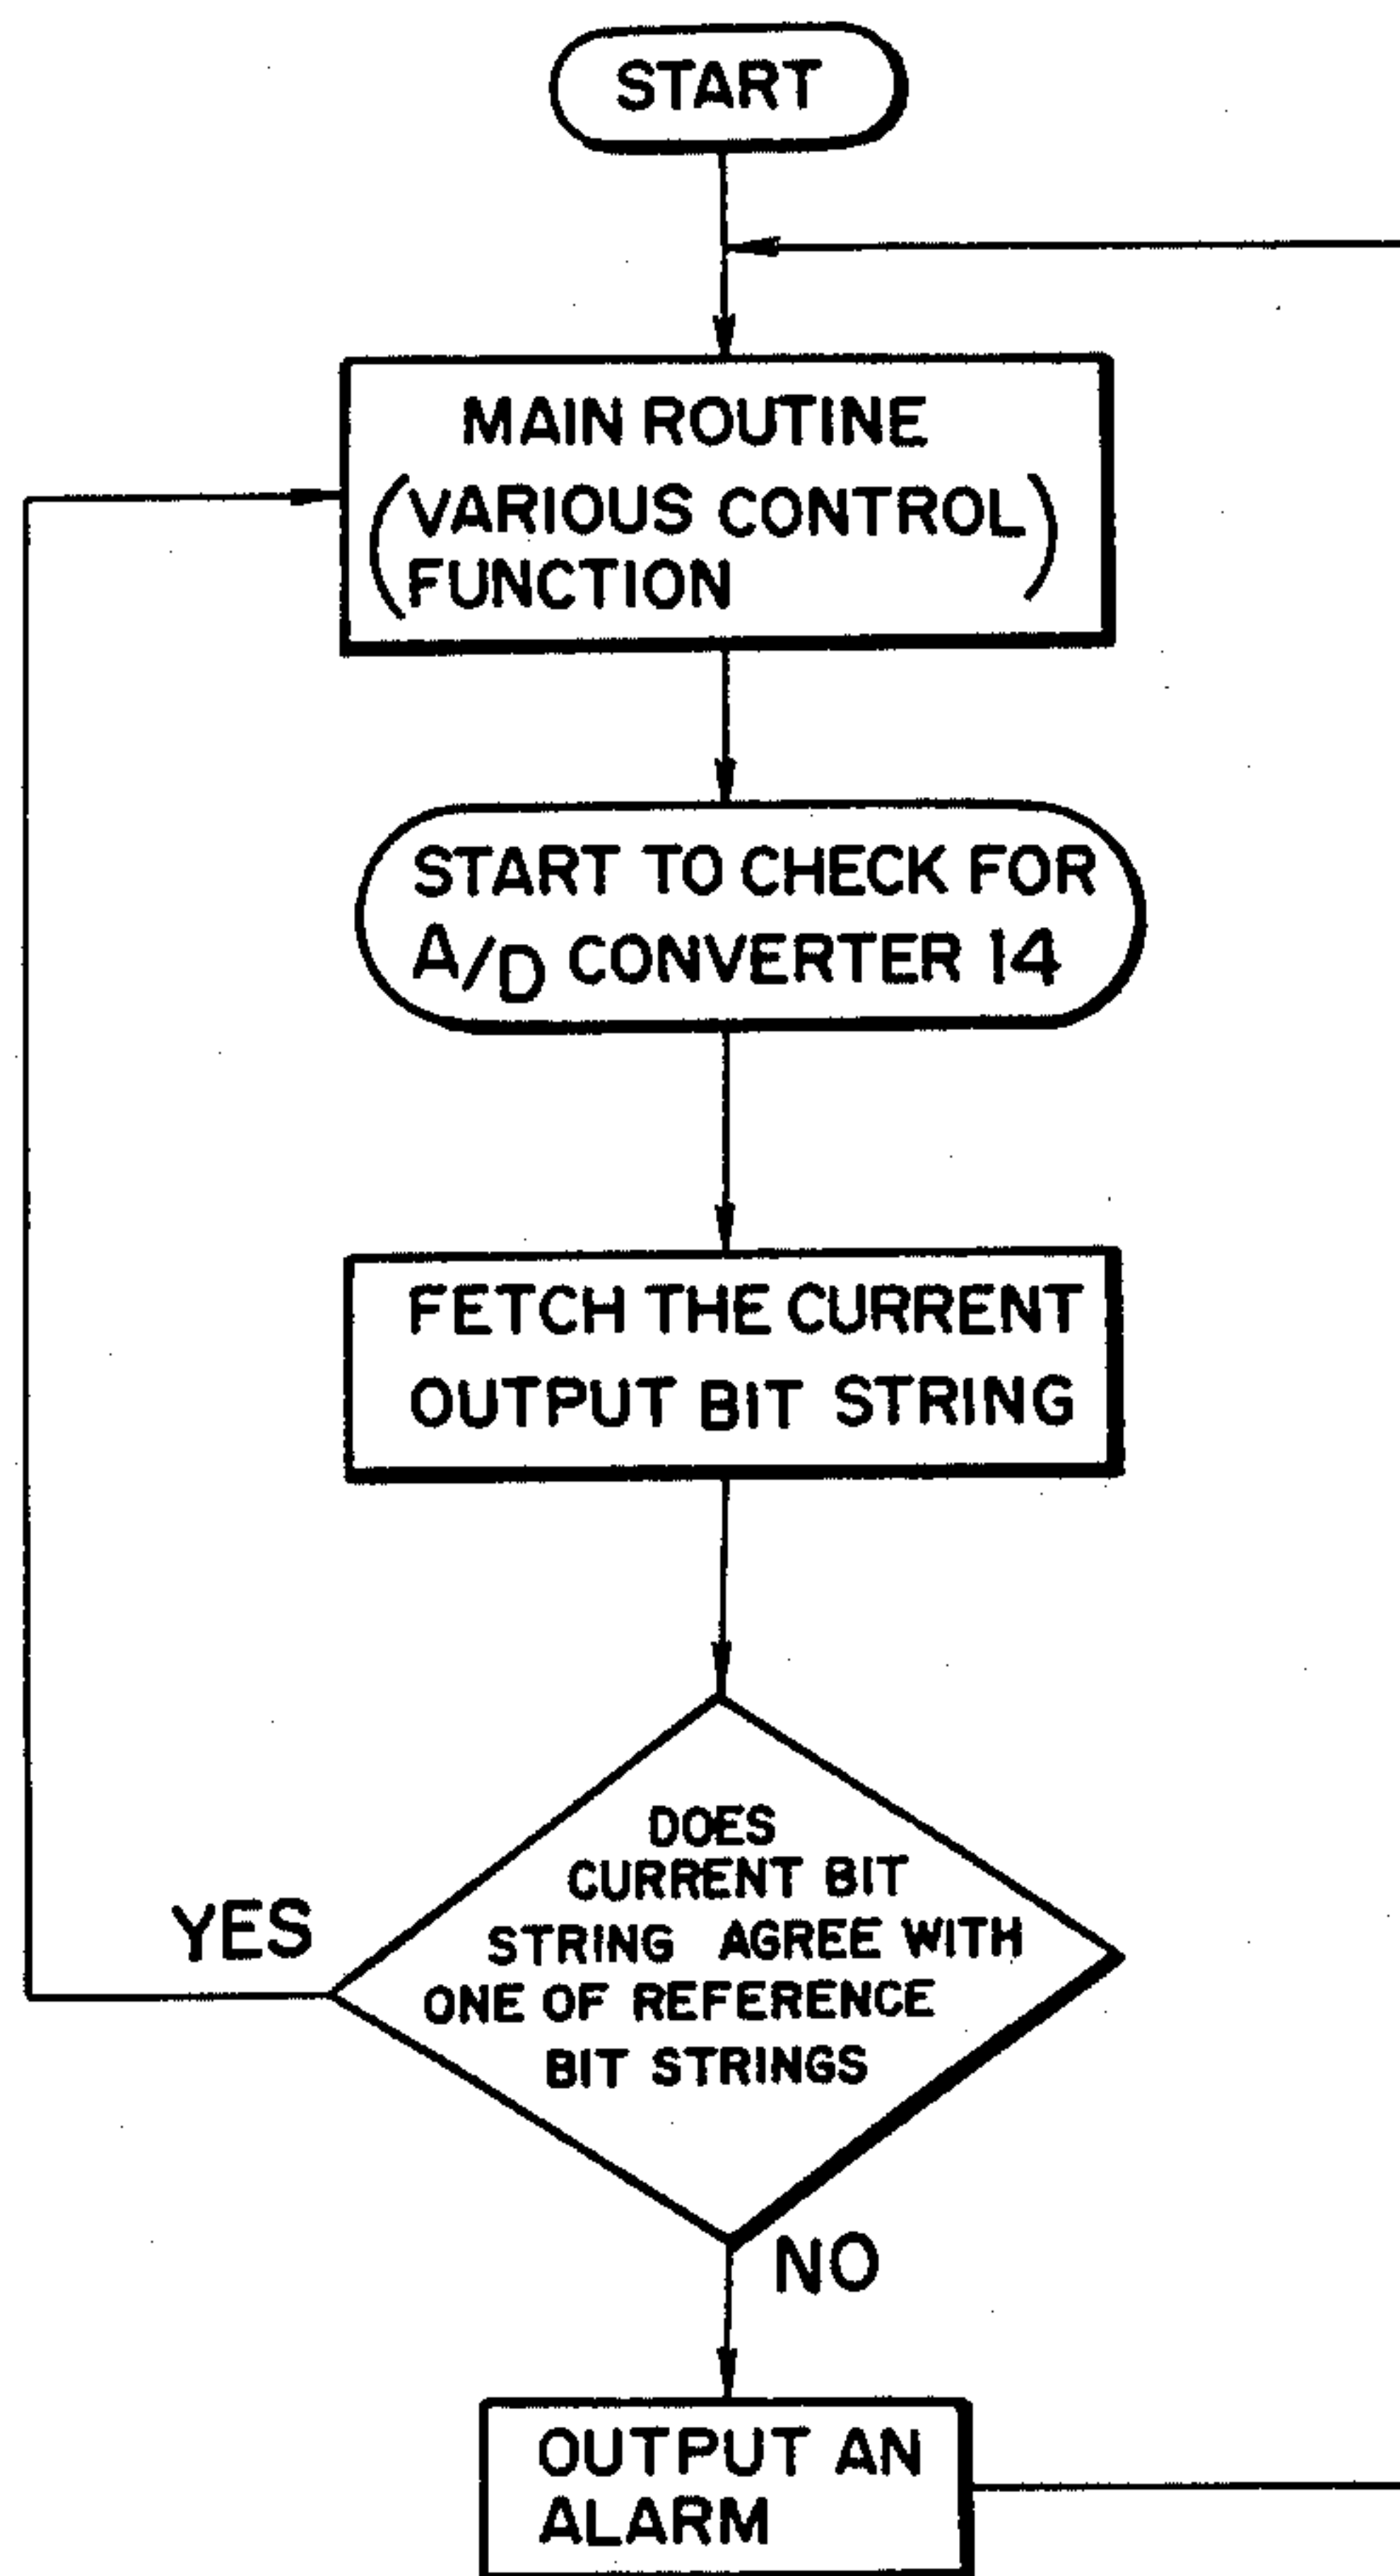 START
MAIN ROUTINE
(VARIOUS CONTROL
FUNCTION)
START TO CHECK FOR
A/D CONVERTER 14
FETCH THE CURRENT
OUTPUT BIT STRING
DOES
CURRENT BIT
STRING AGREE WITH
ONE OF REFERENCE
BIT STRINGS
YES
NO
OUTPUT AN
ALARM